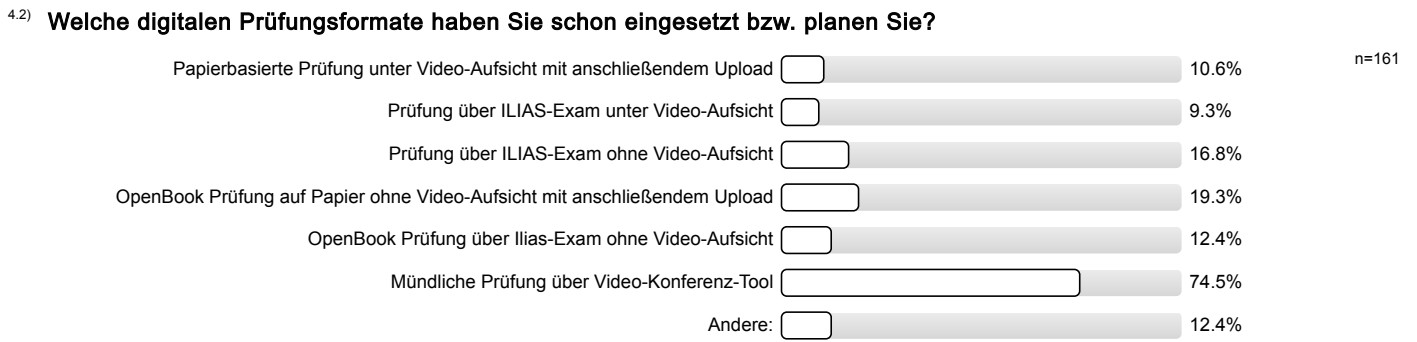 4.2) Welche digitalen Prüfungsformate haben Sie schon eingesetzt bzw. planen Sie?
Papierbasierte Prüfung unter Video-Aufsicht mit anschließendem Upload 10.6% n=161
Prüfung über ILIAS-Exam unter Video-Aufsicht 9.3%
Prüfung über ILIAS-Exam ohne Video-Aufsicht 16.8%
OpenBook Prüfung auf Papier ohne Video-Aufsicht mit anschließendem Upload 19.3%
OpenBook Prüfung über Ilias-Exam ohne Video-Aufsicht 12.4%
Mündliche Prüfung über Video-Konferenz-Tool 74.5%
Andere: 12.4%